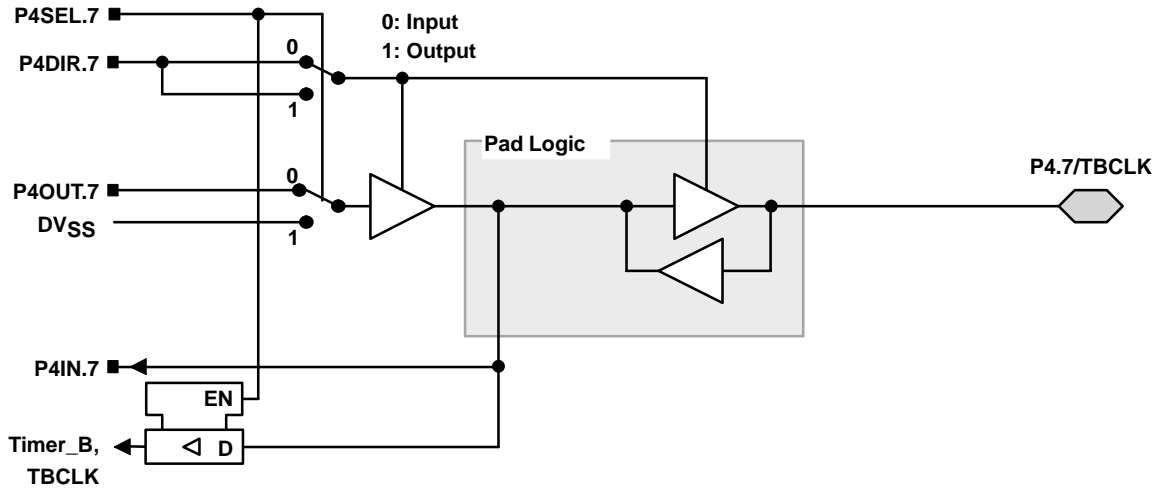 P4SEL.7
0: Input
1: Output
0
P4DIR.7
1
Pad Logic
P4.7/TBCLK
0
P4OUT.7
DVSS
1
P4IN.7
EN
D
Timer_B,
TBCLK